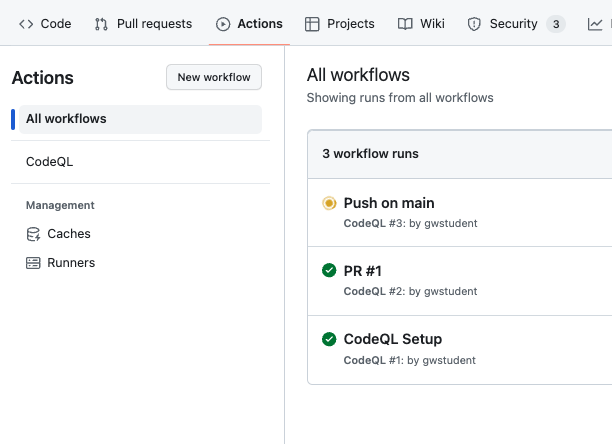 Code Pull requests Actions Projects Wiki Security 3
Actions
New workflow
All workflows
CodeQL
Management
Caches
Runners
All workflows
Showing runs from all workflows
3 workflow runs
Push on main
CodeQL #3: by gwstudent
PR #1
CodeQL #2: by gwstudent
CodeQL Setup
CodeQL #1: by gwstudent